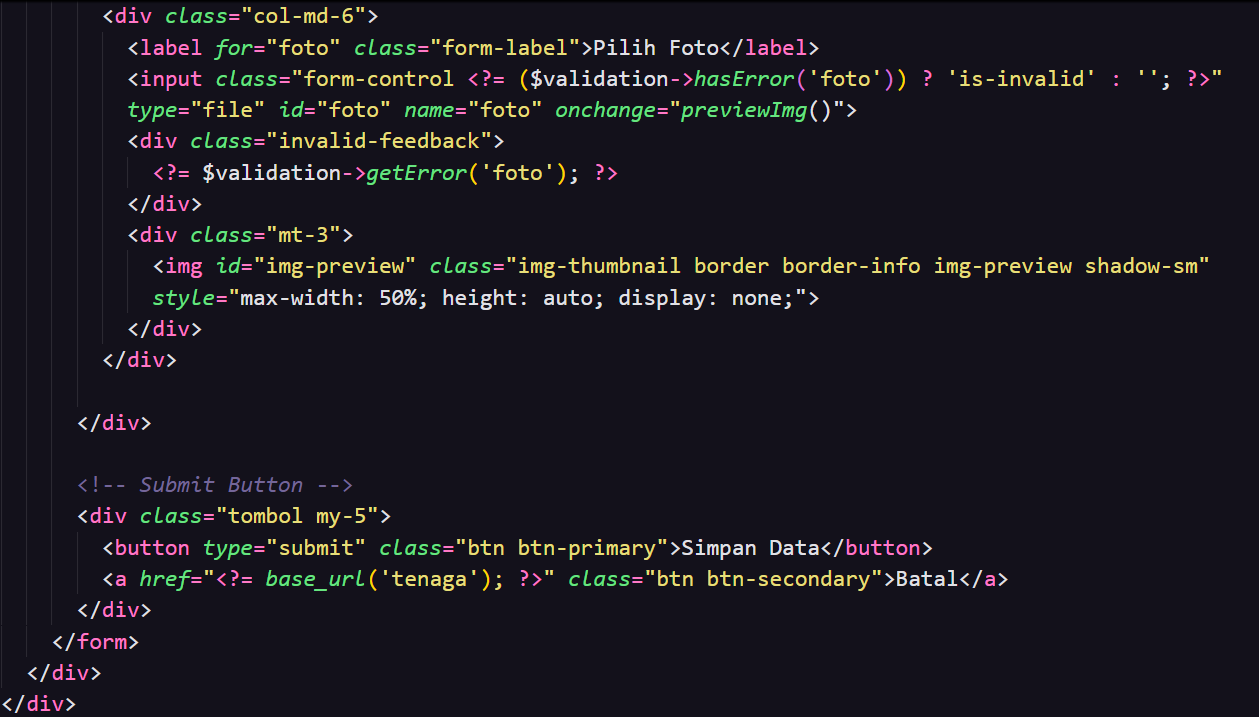 <div class="col-md-6">
<label for="foto" class="form-label">Pilih Foto</label>
<input class="form-control <?= ($validation->hasError('foto')) ? 'is-invalid' : ''; ?>"
type="file" id="foto" name="foto" onchange="previewImg()">
<div class="invalid-feedback">
<?= $validation->getError('foto'); ?>
</div>
<div class="mt-3">
<img id="img-preview" class="img-thumbnail border border-info img-preview shadow-sm"
style="max-width: 50%; height: auto; display: none;">
</div>
</div>
</div>
<!-- Submit Button -->
<div class="tombol my-5">
<button type="submit" class="btn btn-primary">Simpan Data</button>
<a href="<?= base_url('tenaga'); ?>" class="btn btn-secondary">Batal</a>
</div>
</form>
</div>
</div>